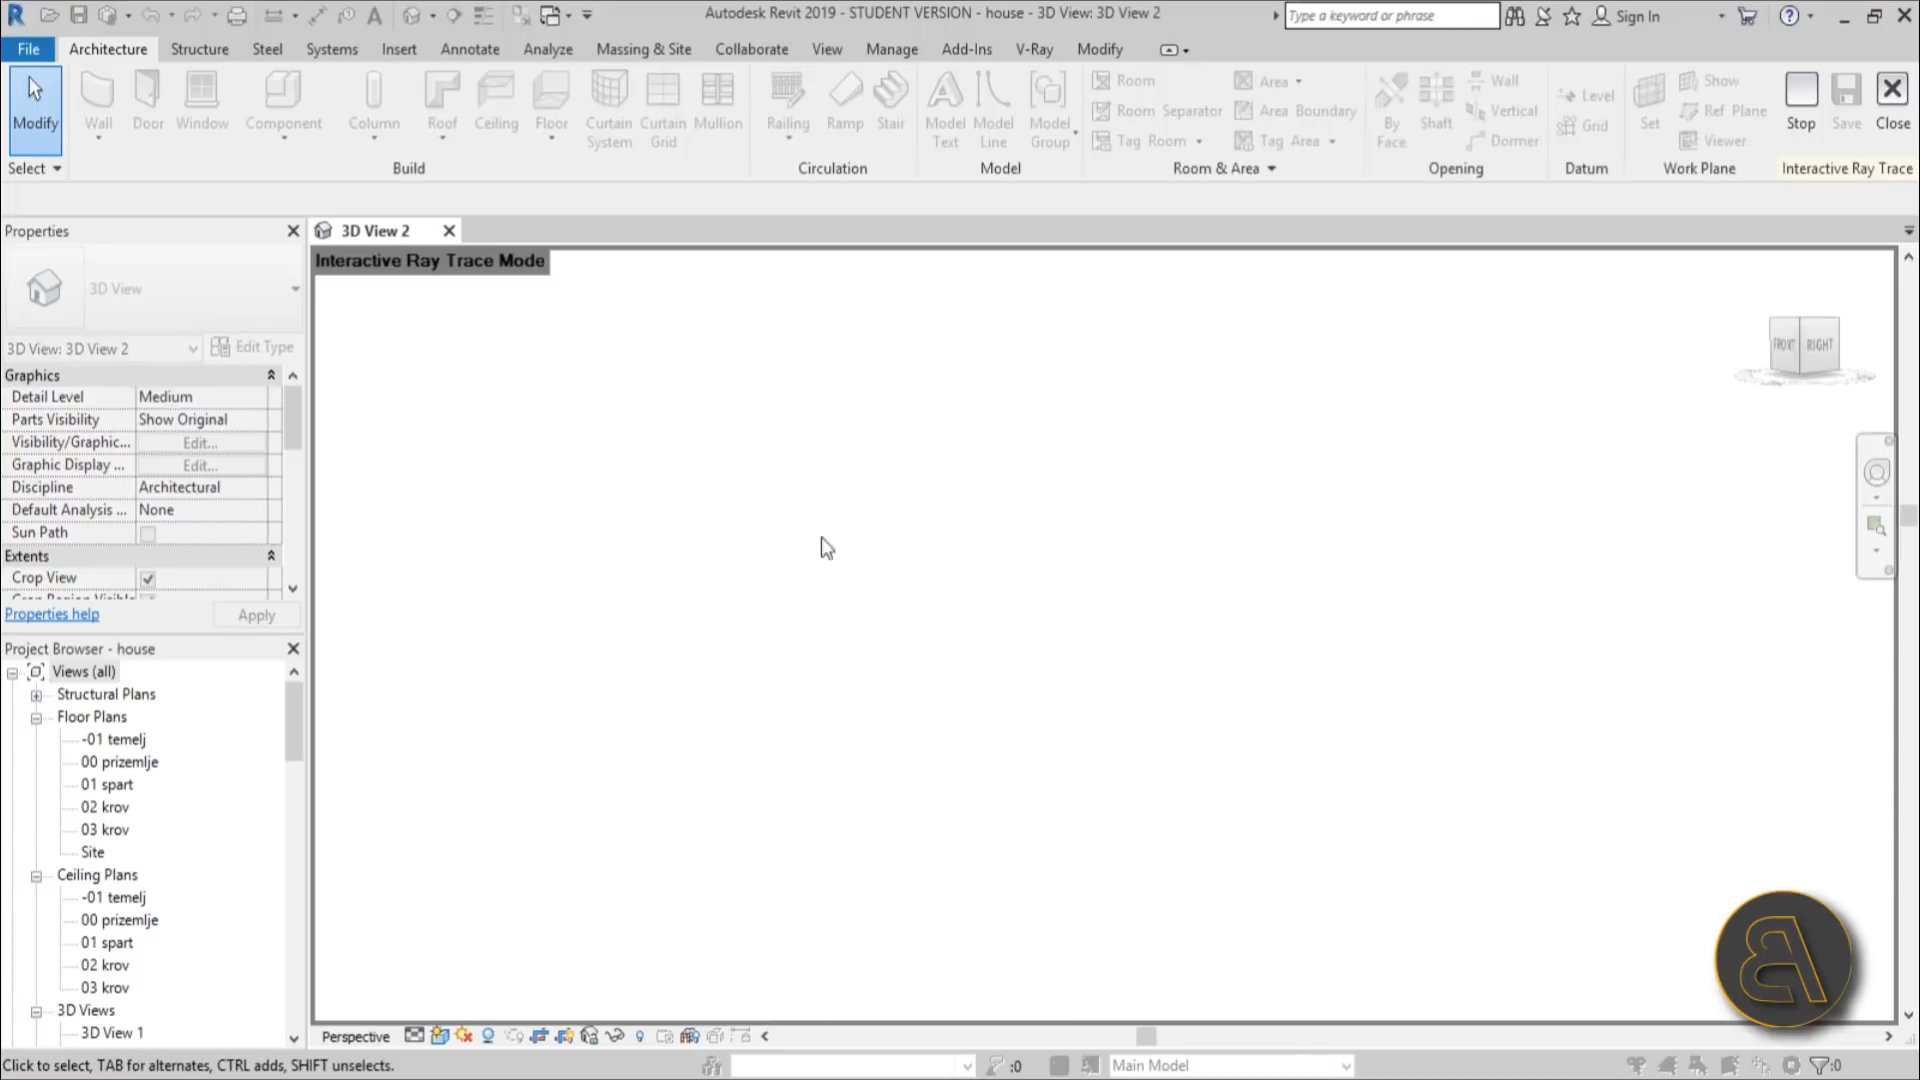 Autodesk Revit 2019 - STUDENT VERSION - house - 3D View: 3D View 2
Type a keyword or phrase
Sign In
File Architecture Structure Steel Systems Insert Annotate Analyze Massing & Site Collaborate View Manage Add-Ins V-Ray Modify
Modify
Wall
Door
Window
Component
Column
Roof
Ceiling
Floor
Curtain System
Curtain Grid
Mullion
Railing
Ramp
Stair
Model Text
Model Line
Model Group
Room
Room Separator
Tag Room
Area
Area Boundary
Tag Area
By Face
Shaft
Wall
Vertical
Dormer
Level
Grid
Set
Show
Ref Plane
Viewer
Stop
Save
Close
Select Build Circulation Model Room & Area Opening Datum Work Plane Interactive Ray Trace
Properties
3D View
3D View: 3D View 2 Edit Type
Graphics
Detail Level Medium
Parts Visibility Show Original
Visibility/Graphic... Edit...
Graphic Display ... Edit...
Discipline Architectural
Default Analysis ... None
Sun Path
Extents
Crop View
Crop Region Visible
Properties help Apply
Project Browser - house
Views (all)
Structural Plans
Floor Plans
-01 temelj
00 prizemlje
01 spart
02 krov
03 krov
Site
Ceiling Plans
-01 temelj
00 prizemlje
01 spart
02 krov
03 krov
3D Views
3D View 1
3D View 2
Interactive Ray Trace Mode
FRONT RIGHT
Perspective
Click to select, TAB for alternates, CTRL adds, SHIFT unselects.
:0
Main Model
:0